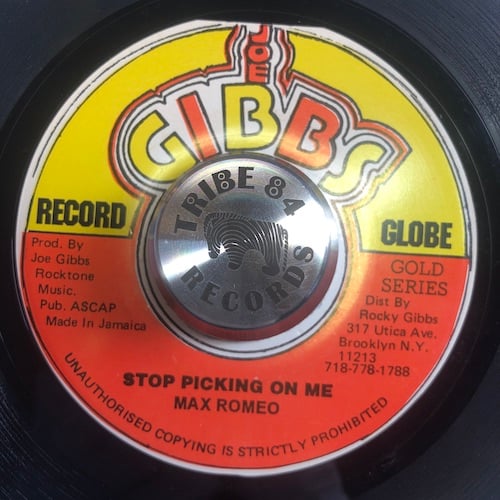 JOE
GIBBS
RECORD
GLOBE
TRIBE 84
RECORDS
Prod. By
Joe Gibbs
Rocktone
Music.
Pub. ASCAP
Made In Jamaica
GOLD
SERIES
Dist By
Rocky Gibbs
317 Utica Ave.
Brooklyn N.Y.
11213
718-778-1788
STOP PICKING ON ME
MAX ROMEO
UNAUTHORISED COPYING IS STRICTLY PROHIBITED